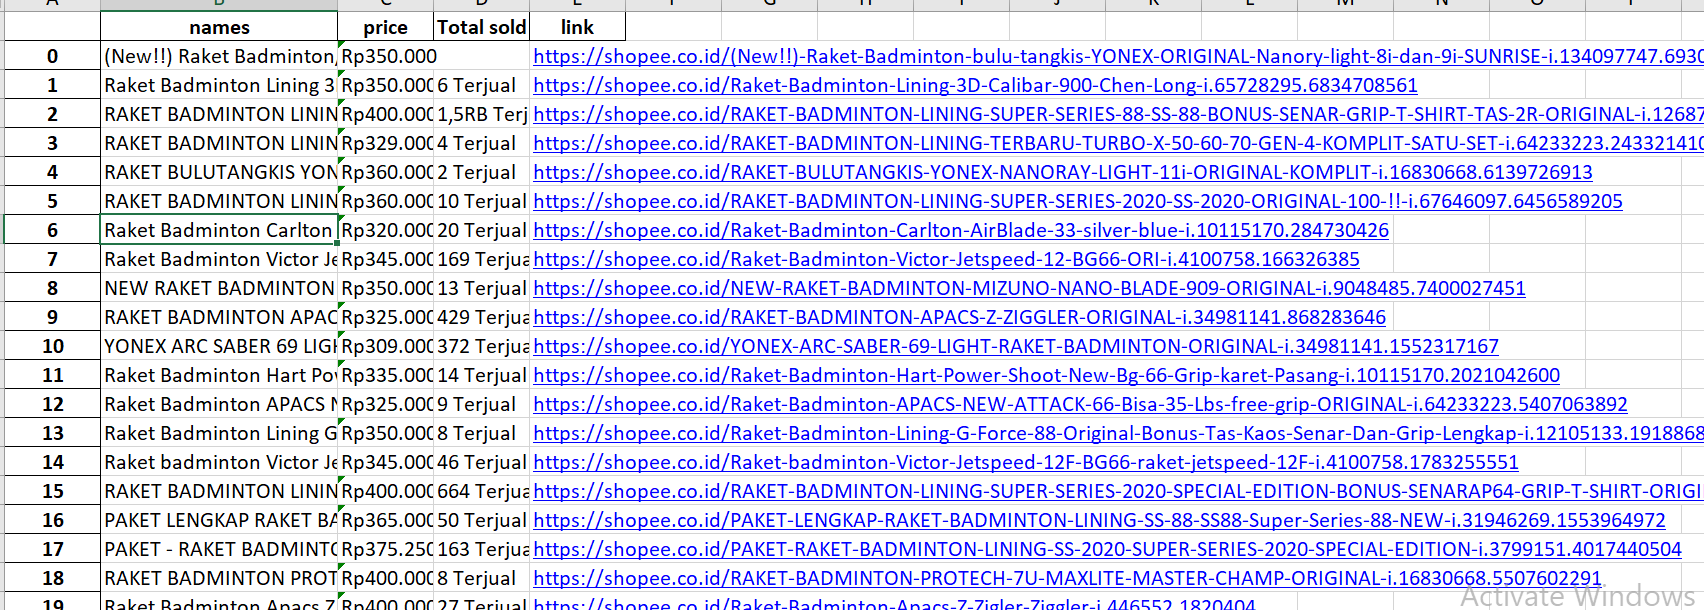 names price Total sold link
0 (New!!) Raket Badminton, Rp350.000 https://shopee.co.id/(New!!)-Raket-Badminton-bulu-tangkis-YONEX-ORIGINAL-Nanory-light-8i-dan-9i-SUNRISE-i.134097747.693
1 Raket Badminton Lining 3 Rp350.000 6 Terjual https://shopee.co.id/Raket-Badminton-Lining-3D-Calibar-900-Chen-Long-i.65728295.6834708561
2 RAKET BADMINTON LININ Rp400.000 1,5RB Terj https://shopee.co.id/RAKET-BADMINTON-LINING-SUPER-SERIES-88-SS-88-BONUS-SENAR-GRIP-T-SHIRT-TAS-2R-ORIGINAL-i.12687
3 RAKET BADMINTON LININ Rp329.000 4 Terjual https://shopee.co.id/RAKET-BADMINTON-LINING-TERBARU-TURBO-X-50-60-70-GEN-4-KOMPLIT-SATU-SET-i.64233223.24332141
4 RAKET BULUTANGKIS YON Rp360.000 2 Terjual https://shopee.co.id/RAKET-BULUTANGKIS-YONEX-NANORAY-LIGHT-11i-ORIGINAL-KOMPLIT-i.16830668.6139726913
5 RAKET BADMINTON LININ Rp360.000 10 Terjual https://shopee.co.id/RAKET-BADMINTON-LINING-SUPER-SERIES-2020-SS-2020-ORIGINAL-100-!!-i.67646097.6456589205
6 Raket Badminton Carlton Rp320.000 20 Terjual https://shopee.co.id/Raket-Badminton-Carlton-AirBlade-33-silver-blue-i.10115170.284730426
7 Raket Badminton Victor Je Rp345.000 169 Terjua https://shopee.co.id/Raket-Badminton-Victor-Jetspeed-12-BG66-ORI-i.4100758.166326385
8 NEW RAKET BADMINTON Rp350.000 13 Terjual https://shopee.co.id/NEW-RAKET-BADMINTON-MIZUNO-NANO-BLADE-909-ORIGINAL-i.9048485.7400027451
9 RAKET BADMINTON APAC Rp325.000 429 Terjua https://shopee.co.id/RAKET-BADMINTON-APACS-Z-ZIGGLER-ORIGINAL-i.34981141.868283646
10 YONEX ARC SABER 69 LIGH Rp309.000 372 Terjua https://shopee.co.id/YONEX-ARC-SABER-69-LIGHT-RAKET-BADMINTON-ORIGINAL-i.34981141.1552317167
11 Raket Badminton Hart Pov Rp335.000 14 Terjual https://shopee.co.id/Raket-Badminton-Hart-Power-Shoot-New-Bg-66-Grip-karet-Pasang-i.10115170.2021042600
12 Raket Badminton APACS N Rp325.000 9 Terjual https://shopee.co.id/Raket-Badminton-APACS-NEW-ATTACK-66-Bisa-35-Lbs-free-grip-ORIGINAL-i.64233223.5407063892
13 Raket Badminton Lining G Rp350.000 8 Terjual https://shopee.co.id/Raket-Badminton-Lining-G-Force-88-Original-Bonus-Tas-Kaos-Senar-Dan-Grip-Lengkap-i.12105133.1918868
14 Raket badminton Victor Je Rp345.000 46 Terjual https://shopee.co.id/Raket-badminton-Victor-Jetspeed-12F-BG66-raket-jetspeed-12F-i.4100758.1783255551
15 RAKET BADMINTON LININ Rp400.000 664 Terjua https://shopee.co.id/RAKET-BADMINTON-LINING-SUPER-SERIES-2020-SPECIAL-EDITION-BONUS-SENARAP64-GRIP-T-SHIRT-ORIGI
16 PAKET LENGKAP RAKET BA Rp365.000 50 Terjual https://shopee.co.id/PAKET-LENGKAP-RAKET-BADMINTON-LINING-SS-88-SS88-Super-Series-88-NEW-i.31946269.1553964972
17 PAKET - RAKET BADMINTO Rp375.250 163 Terjua https://shopee.co.id/PAKET-RAKET-BADMINTON-LINING-SS-2020-SUPER-SERIES-2020-SPECIAL-EDITION-i.3799151.4017440504
18 RAKET BADMINTON PROT Rp400.000 8 Terjual https://shopee.co.id/RAKET-BADMINTON-PROTECH-7U-MAXLITE-MASTER-CHAMP-ORIGINAL-i.16830668.5507602291
19 Raket Badminton Apacs Z Rp400.000 27 Terjual https://shopee.co.id/Raket-Badminton-Apacs-Z-Zigler-Ziggler-i.446552.1820404
Activate Windows